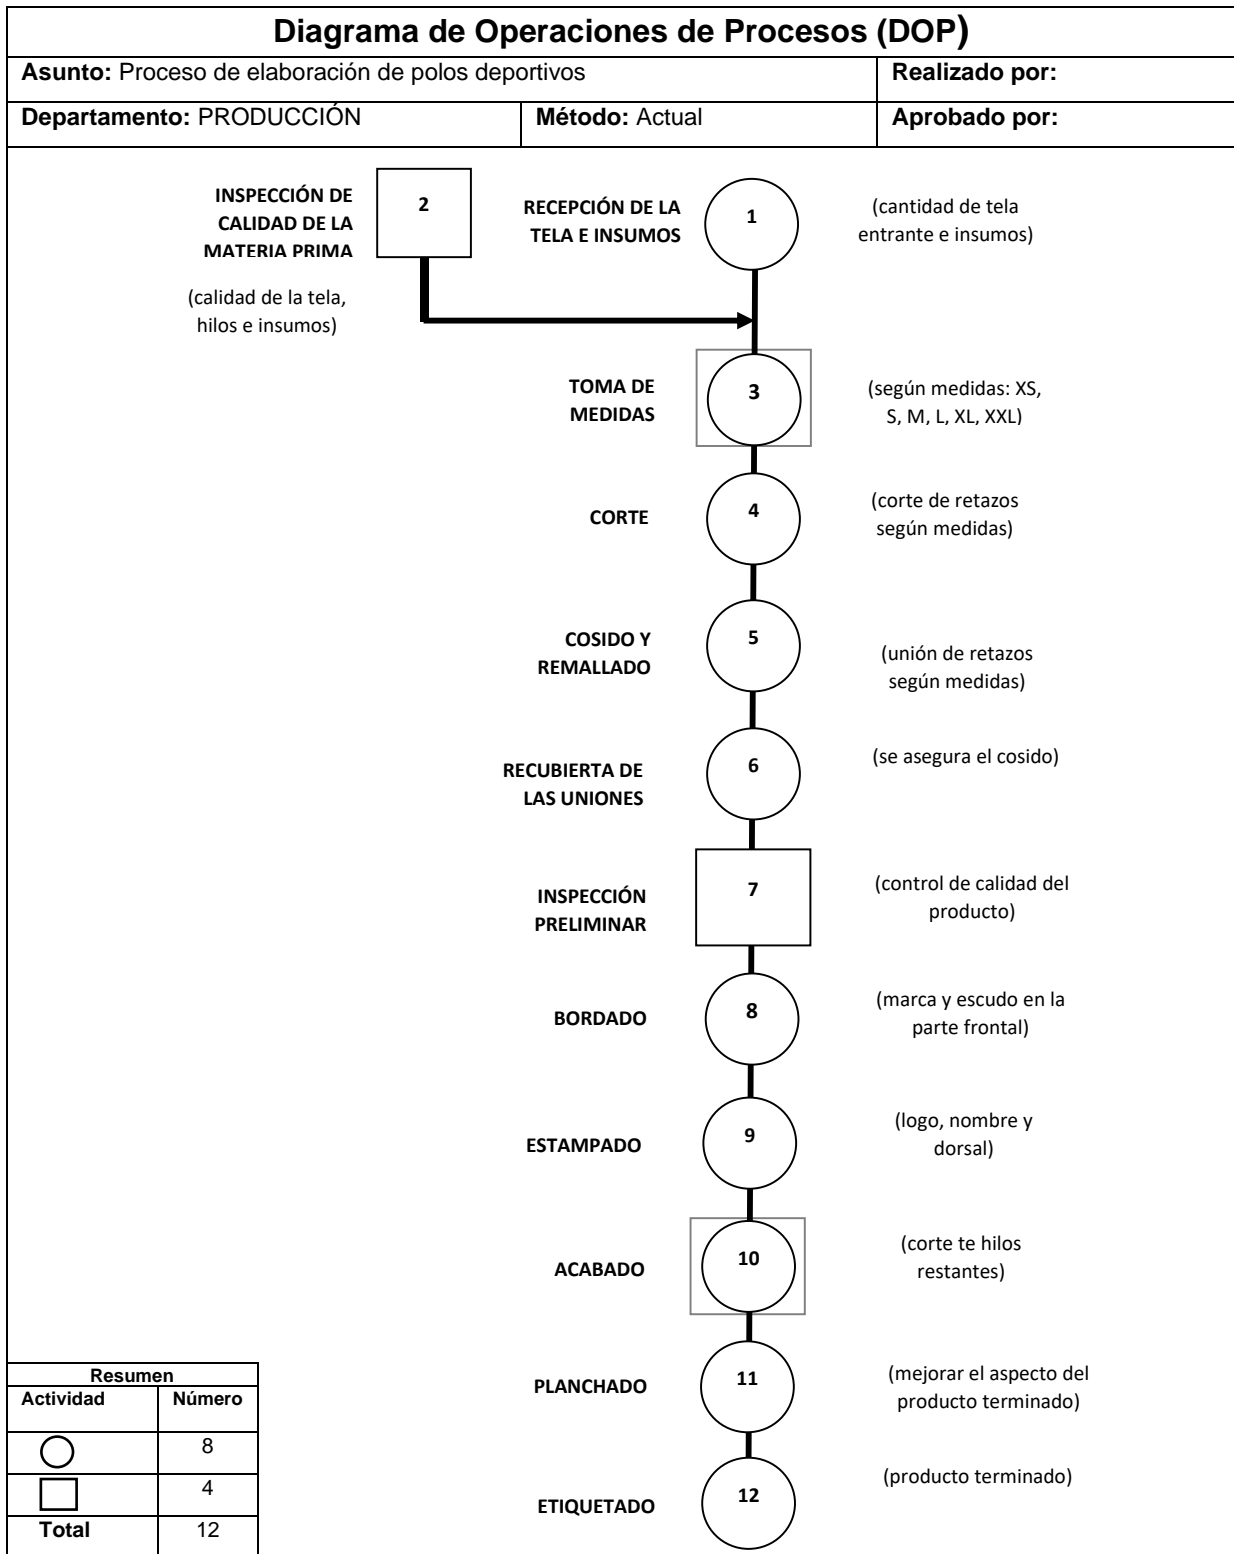 Diagrama de Operaciones de Procesos (DOP)
Asunto: Proceso de elaboración de polos deportivos
Realizado por:
Departamento: PRODUCCIÓN
Método: Actual
Aprobado por:
INSPECCIÓN DE
CALIDAD DE LA
MATERIA PRIMA
2
(calidad de la tela,
hilos e insumos)
RECEPCIÓN DE LA
TELA E INSUMOS
1
(cantidad de tela
entrante e insumos)
TOMA DE
MEDIDAS
3
(según medidas: XS,
S, M, L, XL, XXL)
CORTE
4
(corte de retazos
según medidas)
COSIDO Y
REMALLADO
5
(unión de retazos
según medidas)
RECUBIERTA DE
LAS UNIONES
6
(se asegura el cosido)
INSPECCIÓN
PRELIMINAR
7
(control de calidad del
producto)
BORDADO
8
(marca y escudo en la
parte frontal)
ESTAMPADO
9
(logo, nombre y
dorsal)
ACABADO
10
(corte te hilos
restantes)
PLANCHADO
11
(mejorar el aspecto del
producto terminado)
ETIQUETADO
12
(producto terminado)
Resumen
Actividad Número
8
4
Total 12